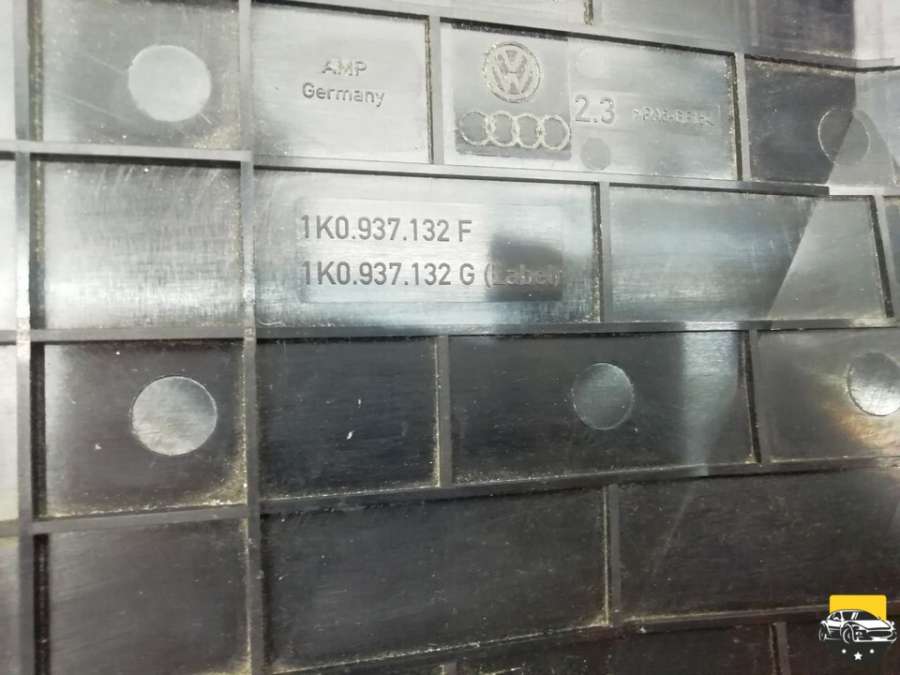 AMP
Germany
2.3
1K0.937.132 F
1K0.937.132 G (Label)